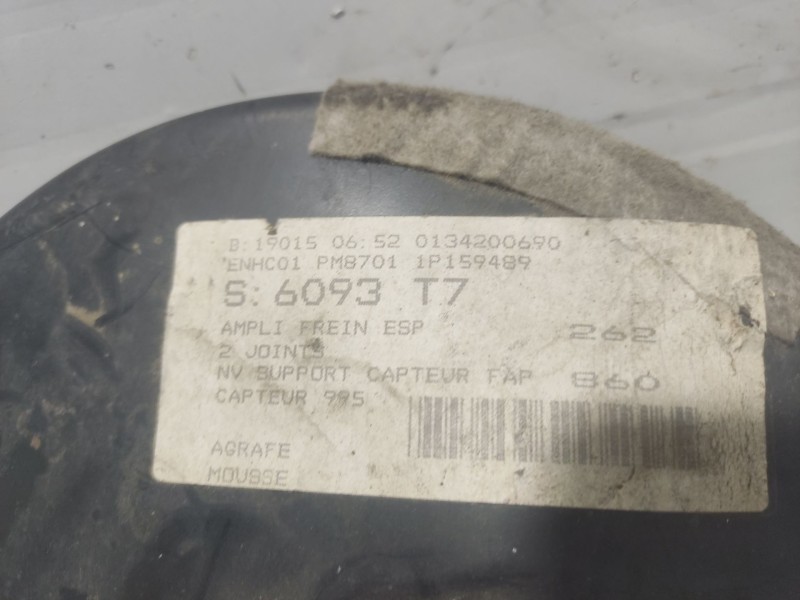 B:19015 06:52 0134200690
*ENHC01 PM8701 1P159489
S: 6093 T7
AMPLI FREIN ESP 262
2 JOINTS
NV SUPPORT CAPTEUR FAP 860
CAPTEUR 995
AGRAFE
MOUSSE